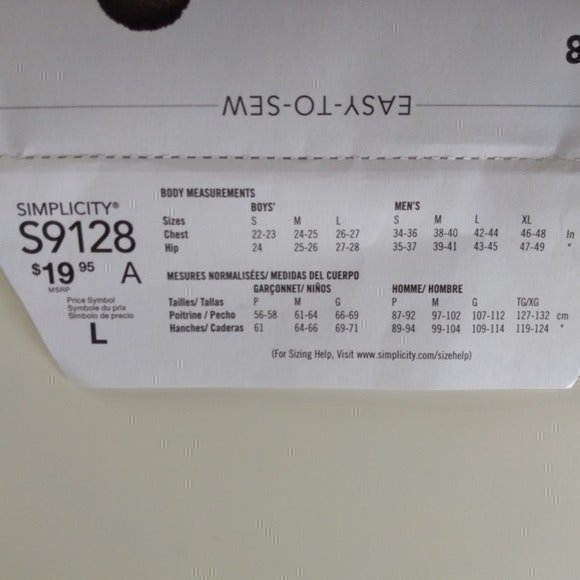 8
EASY-TO-SEW
SIMPLICITY®
S9128
$19.95 A
MSRP
Price Symbol
Symbole du prix
Símbolo de precio
L
BODY MEASUREMENTS
BOYS' MEN'S
Sizes S M L S M L XL
Chest 22-23 24-25 26-27 34-36 38-40 42-44 46-48 In
Hip 24 25-26 27-28 35-37 39-41 43-45 47-49 "
MESURES NORMALISÉES/ MEDIDAS DEL CUERPO
GARÇONNET/ NIÑOS HOMME/ HOMBRE
Tailles/ Tallas P M G P M G TG/XG
Poitrine / Pecho 56-58 61-64 66-69 87-92 97-102 107-112 127-132 cm
Hanches/ Caderas 61 64-66 69-71 89-94 99-104 109-114 119-124 "
(For Sizing Help, Visit www.simplicity.com/sizehelp)